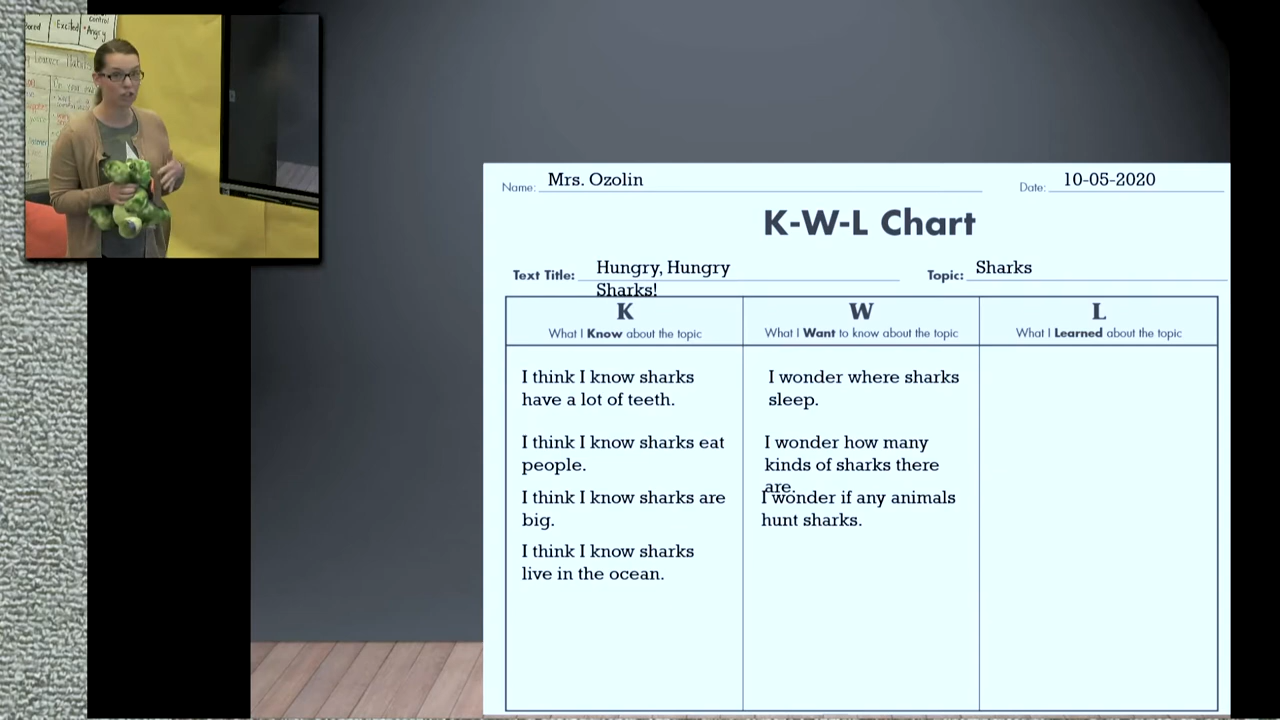 Excited
control
Angry
Name: Mrs. Ozolin
Date: 10-05-2020
K-W-L Chart
Text Title: Hungry, Hungry
Sharks!
Topic: Sharks
K
What I Know about the topic
W
What I Want to know about the topic
L
What I Learned about the topic
I think I know sharks
have a lot of teeth.
I think I know sharks eat
people.
I think I know sharks are
big.
I think I know sharks
live in the ocean.
I wonder where sharks
sleep.
I wonder how many
kinds of sharks there
are.
I wonder if any animals
hunt sharks.